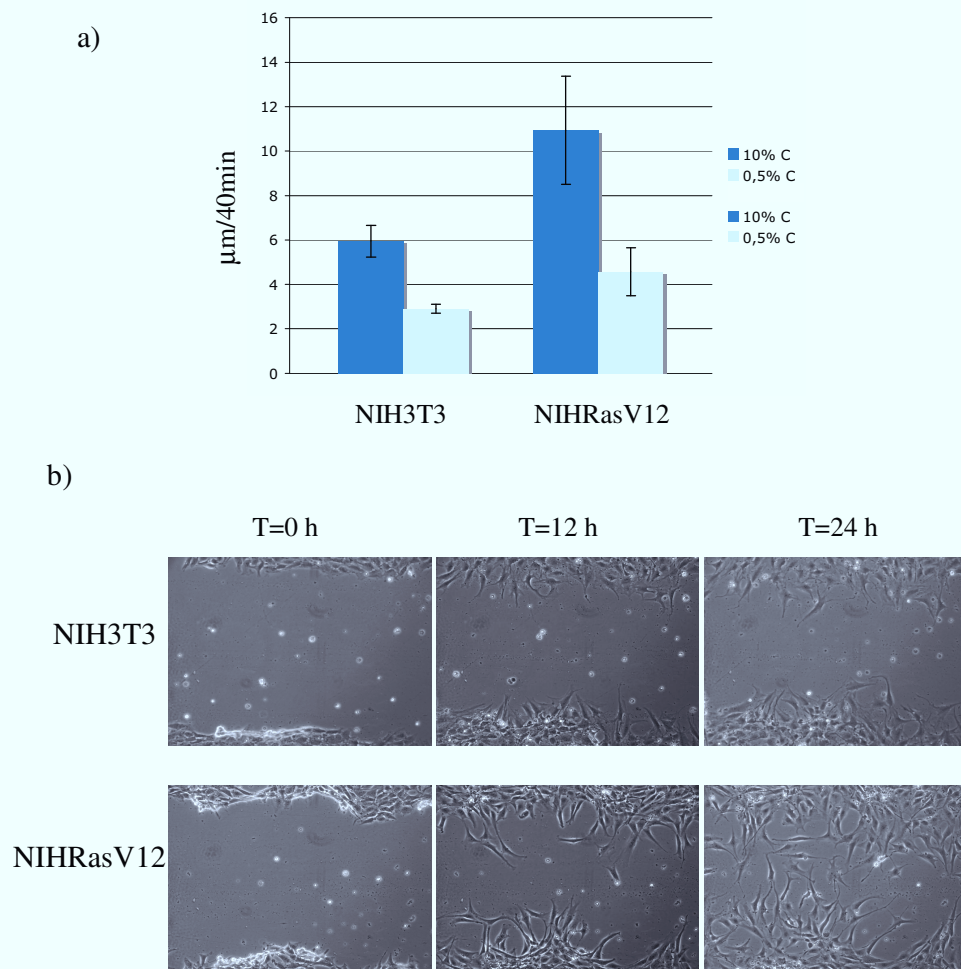 a)
16
14
12
10
8
6
4
2
0
μm/40min
NIH3T3
NIHRasV12
10% C
0,5% C
10% C
0,5% C
b)
T=0 h
T=12 h
T=24 h
NIH3T3
NIHRasV12